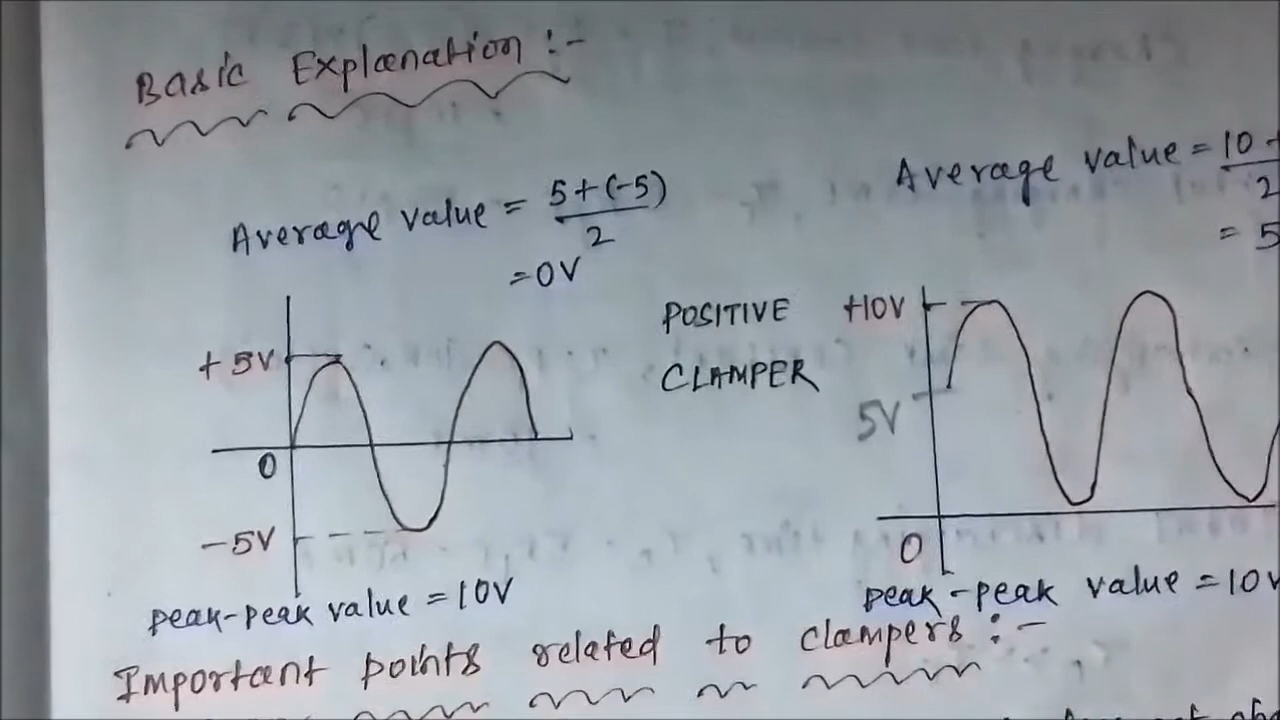 Basic Explanation :-
Average value = 5+(-5)
2
=0V
Average value = 10
2
= 5
+5V
0
-5V
POSITIVE
CLAMPER
+10V
5V
0
peak-peak value = 10V
peak-peak value = 10V
Important points related to clampers :-